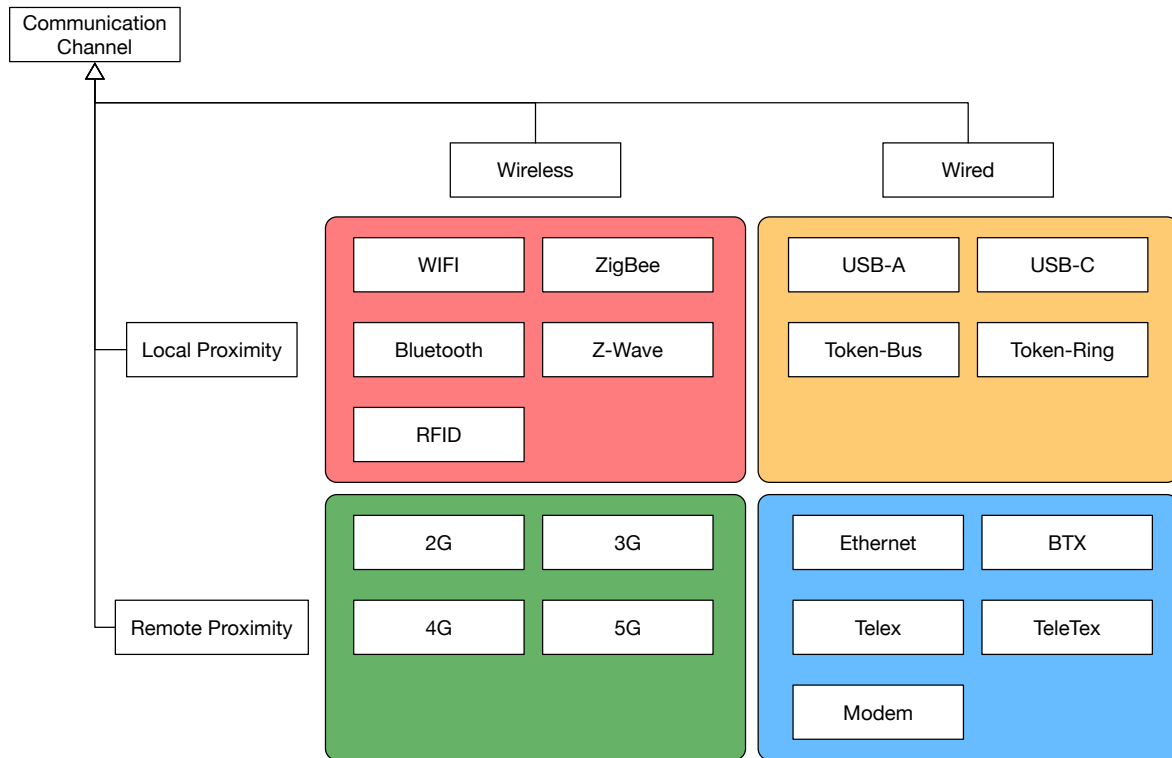 Communication
Channel
Wireless
Wired
WIFI
ZigBee
USB-A
USB-C
Local Proximity
Bluetooth
Z-Wave
Token-Bus
Token-Ring
RFID
2G
3G
Ethernet
BTX
Remote Proximity
4G
5G
Telex
TeleTex
Modem